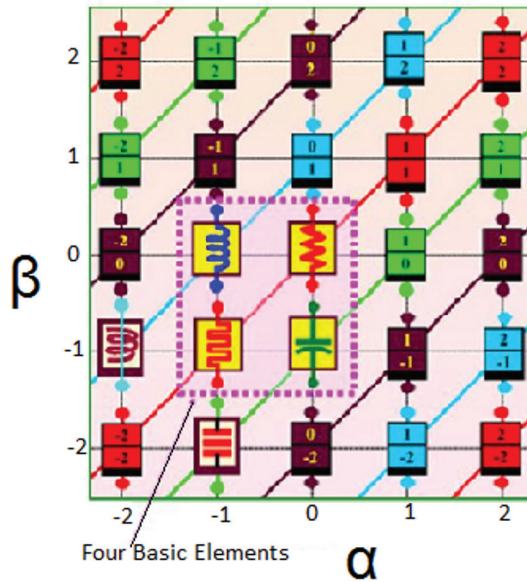 -2 -1 0 1 2
2
2 2 2 2 2
-2 -1 0 1 2
1
1 1 1 1 1
-2 1 2
0
0 0 0
β
1 2
-1
-1 -1
-2 0 1 2
-2
-2 -2 -2 -2
-2 -1 0 1 2
Four Basic Elements
α